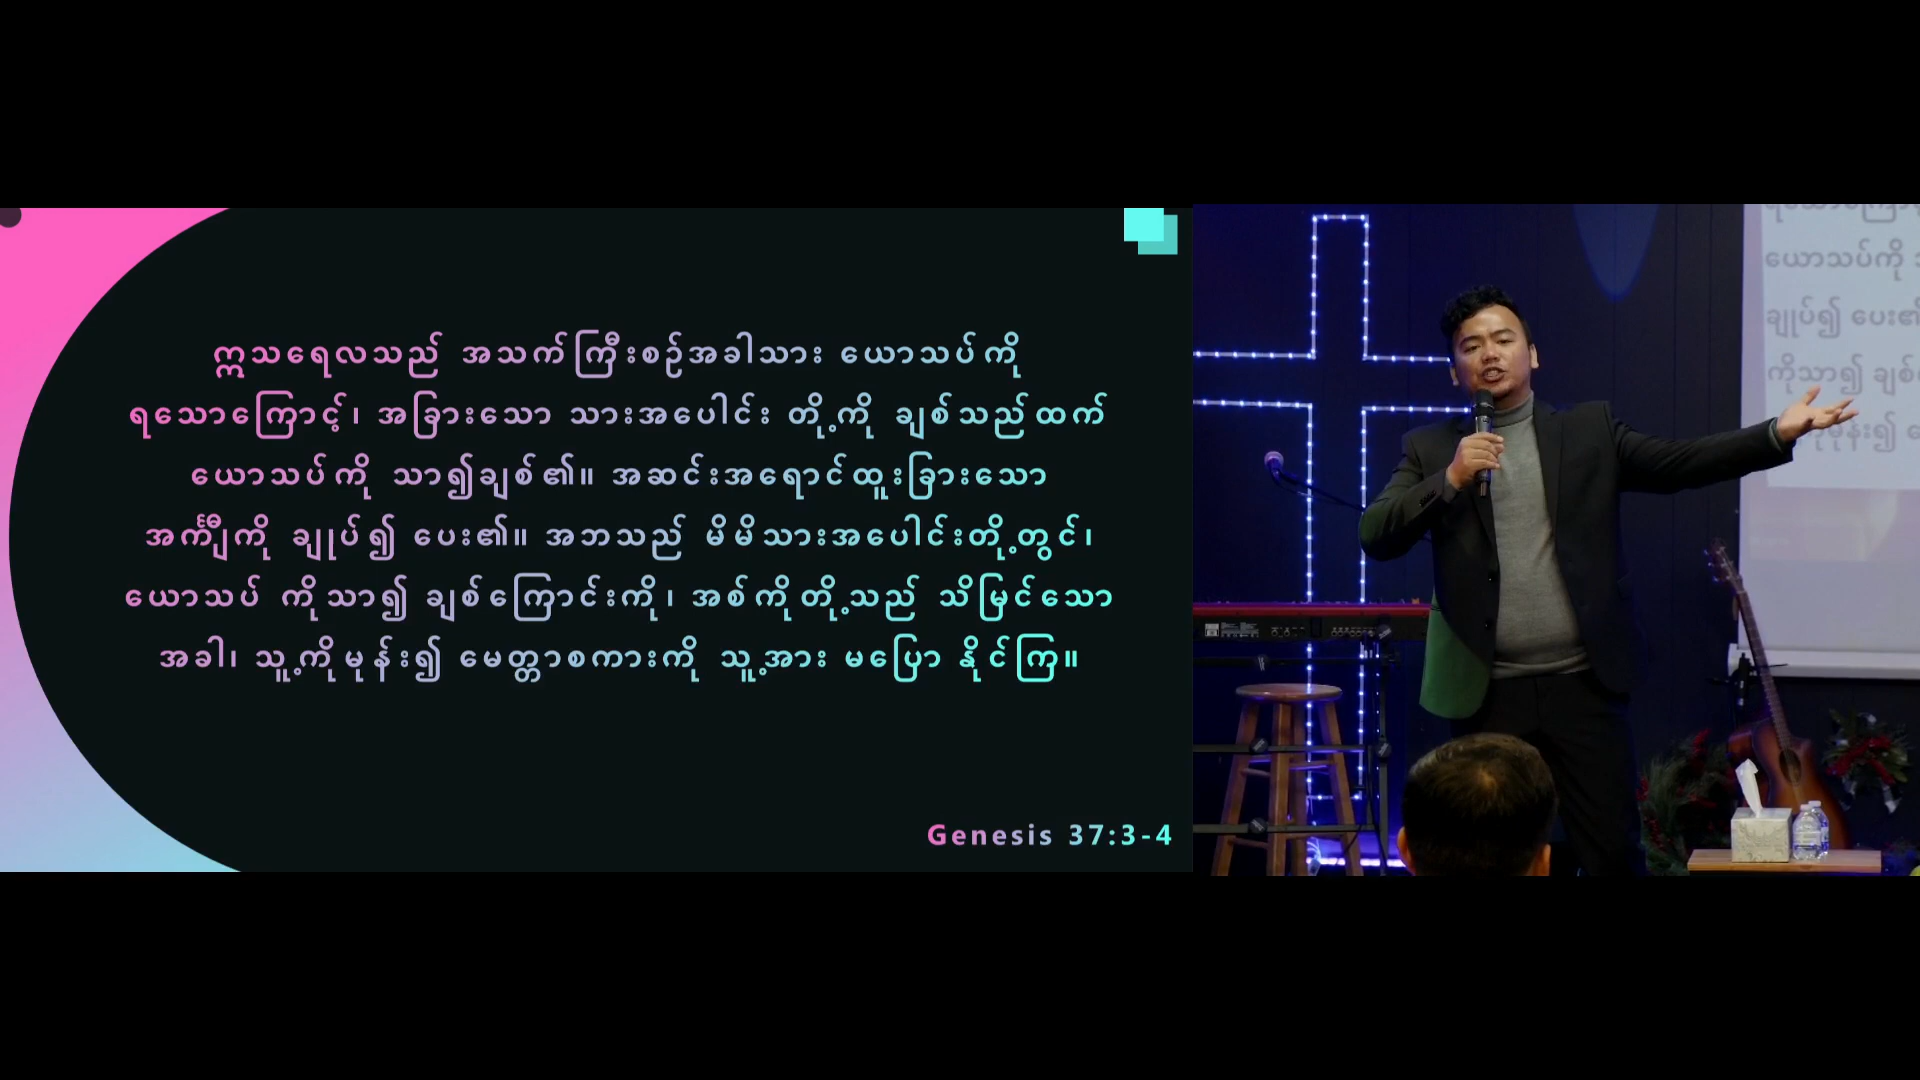 ဣသရေလသည် အသက်ကြီးစဉ်အခါသား ယောသပ်ကို
ရသောကြောင့်၊ အခြားသော သားအပေါင်း တို့ကို ချစ်သည်ထက်
ယောသပ်ကို သာ၍ချစ်၏။ အဆင်းအရောင်ထူးခြားသော
အင်္ကျီကို ချုပ်၍ ပေး၏။ အဘသည် မိမိသားအပေါင်းတို့တွင်၊
ယောသပ် ကိုသာ၍ ချစ်ကြောင်းကို၊ အစ်ကိုတို့သည် သိမြင်သော
အခါ၊ သူ့ကိုမုန်း၍ မေတ္တာစကားကို သူ့အား မပြော နိုင်ကြ။
Genesis 37:3-4
ယောသပ်ကို
ချုပ်၍ ပေး၏
ကိုသာ၍ ချစ်